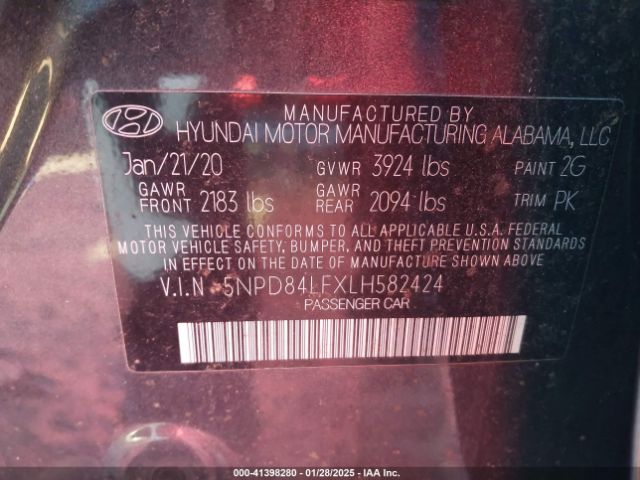 MANUFACTURED BY
HYUNDAI MOTOR MANUFACTURING ALABAMA, LLC
Jan/21/20 GVWR 3924 lbs PAINT 2G
GAWR FRONT 2183 lbs GAWR REAR 2094 lbs TRIM PK
THIS VEHICLE CONFORMS TO ALL APPLICABLE U.S.A. FEDERAL
MOTOR VEHICLE SAFETY, BUMPER, AND THEFT PREVENTION STANDARDS
IN EFFECT ON THE DATE OF MANUFACTURE SHOWN ABOVE
V.I.N : 5NPD84LFXLH582424
PASSENGER CAR
000-41398280 - 01/28/2025 - IAA Inc.